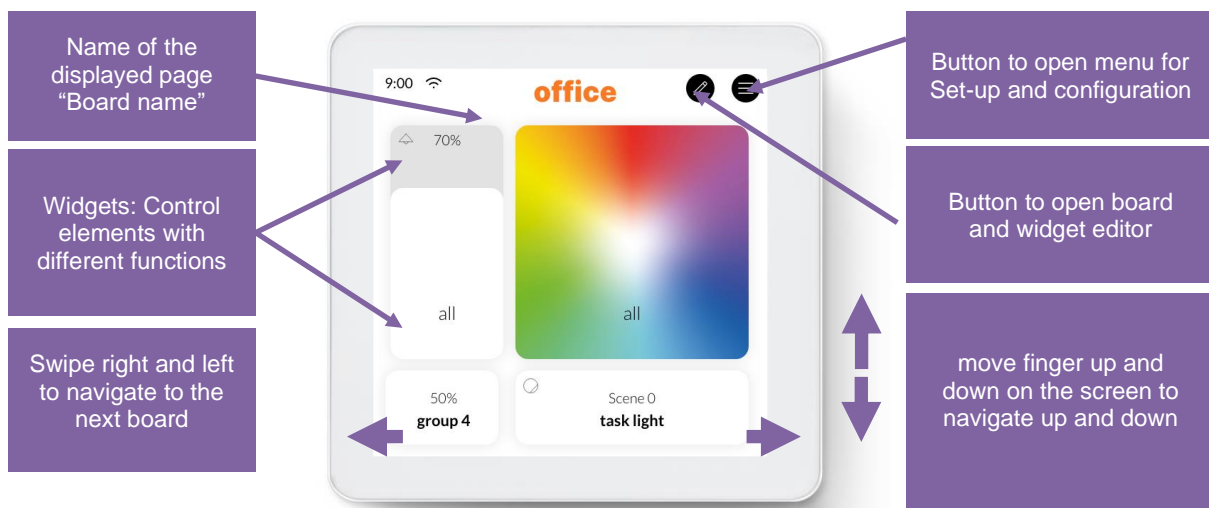 Name of the
displayed page
“Board name”
Widgets: Control
elements with
different functions
Swipe right and left
to navigate to the
next board
9:00
office
70%
all
all
50%
group 4
Scene 0
task light
Button to open menu for
Set-up and configuration
Button to open board
and widget editor
move finger up and
down on the screen to
navigate up and down